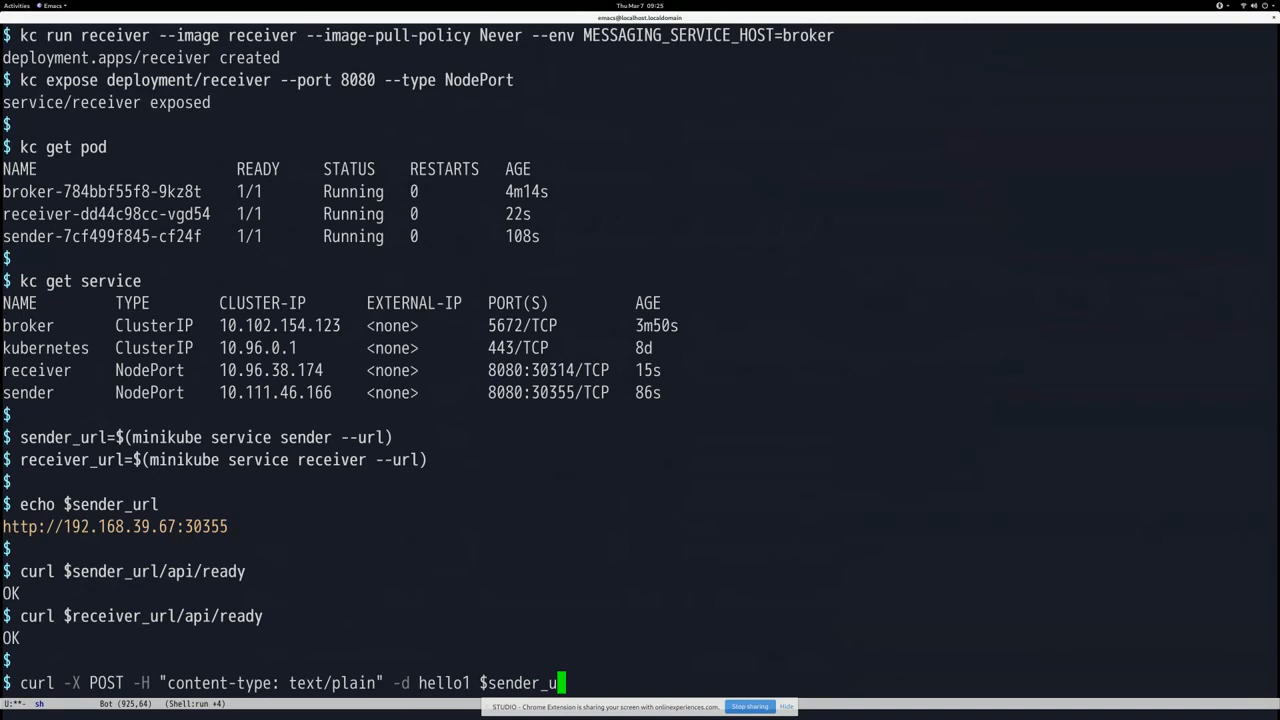 Activities Emacs Thu Mar 7 09:25
emacs@localhost.localdomain
$ kc run receiver --image receiver --image-pull-policy Never --env MESSAGING_SERVICE_HOST=broker
deployment.apps/receiver created
$ kc expose deployment/receiver --port 8080 --type NodePort
service/receiver exposed
$
$ kc get pod
NAME READY STATUS RESTARTS AGE
broker-784bbf55f8-9kz8t 1/1 Running 0 4m14s
receiver-dd44c98cc-vgd54 1/1 Running 0 22s
sender-7cf499f845-cf24f 1/1 Running 0 108s
$
$ kc get service
NAME TYPE CLUSTER-IP EXTERNAL-IP PORT(S) AGE
broker ClusterIP 10.102.154.123 <none> 5672/TCP 3m50s
kubernetes ClusterIP 10.96.0.1 <none> 443/TCP 8d
receiver NodePort 10.96.38.174 <none> 8080:30314/TCP 15s
sender NodePort 10.111.46.166 <none> 8080:30355/TCP 86s
$
$ sender_url=$(minikube service sender --url)
$ receiver_url=$(minikube service receiver --url)
$
$ echo $sender_url
http://192.168.39.67:30355
$
$ curl $sender_url/api/ready
OK
$ curl $receiver_url/api/ready
OK
$
$ curl -X POST -H "content-type: text/plain" -d hello1 $sender_u
U:**- sh Bot (925,64) (Shell:run +4)
STUDIO - Chrome Extension is sharing your screen with onlinexperiences.com. Stop sharing Hide